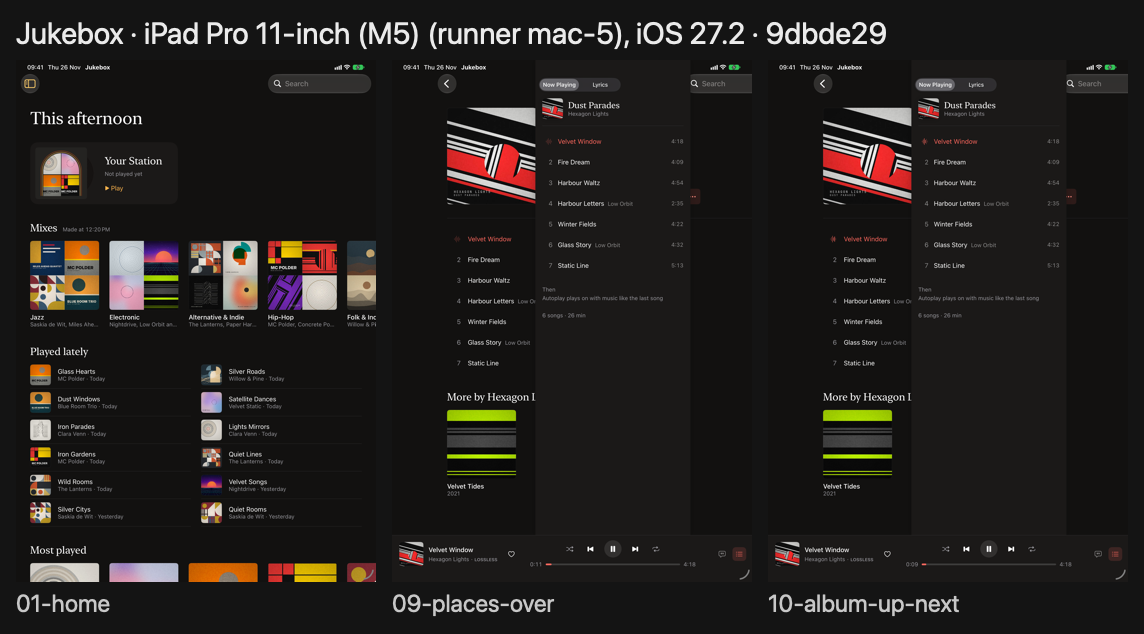 Jukebox · iPad Pro 11-inch (M5) (runner mac-5), iOS 27.2 · 9dbde29
09:41 Thu 26 Nov Jukebox
Search
This afternoon
Your Station
Not played yet
Play
Mixes Made at 12:20 PM
MC POLDER
BLUE ROOM TRIO
MC POLDER
Jazz
Saskia de Wit, Miles Ahe...
Electronic
Nightdrive, Low Orbit an...
Alternative & Indie
The Lanterns, Paper Har...
Hip-Hop
MC Polder, Concrete Po...
Folk & In
Willow & Pi
Played lately
Glass Hearts
MC Polder · Today
Silver Roads
Willow & Pine · Today
Dust Windows
Blue Room Trio · Today
Satellite Dances
Velvet Static · Today
Iron Parades
Clara Venn · Today
Lights Mirrors
Clara Venn · Today
Iron Gardens
MC Polder · Today
Quiet Lines
The Lanterns · Today
Wild Rooms
The Lanterns · Today
Velvet Songs
Nightdrive · Yesterday
Silver Citys
Saskia de Wit · Yesterday
Quiet Rooms
Saskia de Wit · Yesterday
Most played
01-home
09:41 Thu 26 Nov Jukebox
Now Playing Lyrics
Search
Dust Parades
Hexagon Lights
HEXAGON LIGHTS
Velvet Window 4:18
2 Fire Dream 4:09
3 Harbour Waltz 4:54
4 Harbour Letters Low Orbit 2:35
5 Winter Fields 4:22
6 Glass Story Low Orbit 4:32
7 Static Line 5:13
Then
Autoplay plays on with music like the last song
6 songs · 26 min
Velvet Window
2 Fire Dream
3 Harbour Waltz
4 Harbour Letters Low O
5 Winter Fields
6 Glass Story Low Orbit
7 Static Line
More by Hexagon L
Velvet Tides
2021
Velvet Window
Hexagon Lights · LOSSLESS
0:11 4:18
09-places-over
09:41 Thu 26 Nov Jukebox
Now Playing Lyrics
Search
Dust Parades
Hexagon Lights
HEXAGON LIGHTS
Velvet Window 4:18
2 Fire Dream 4:09
3 Harbour Waltz 4:54
4 Harbour Letters Low Orbit 2:35
5 Winter Fields 4:22
6 Glass Story Low Orbit 4:32
7 Static Line 5:13
Then
Autoplay plays on with music like the last song
6 songs · 26 min
Velvet Window
2 Fire Dream
3 Harbour Waltz
4 Harbour Letters Low O
5 Winter Fields
6 Glass Story Low Orbit
7 Static Line
More by Hexagon L
Velvet Tides
2021
Velvet Window
Hexagon Lights · LOSSLESS
0:09 4:18
10-album-up-next